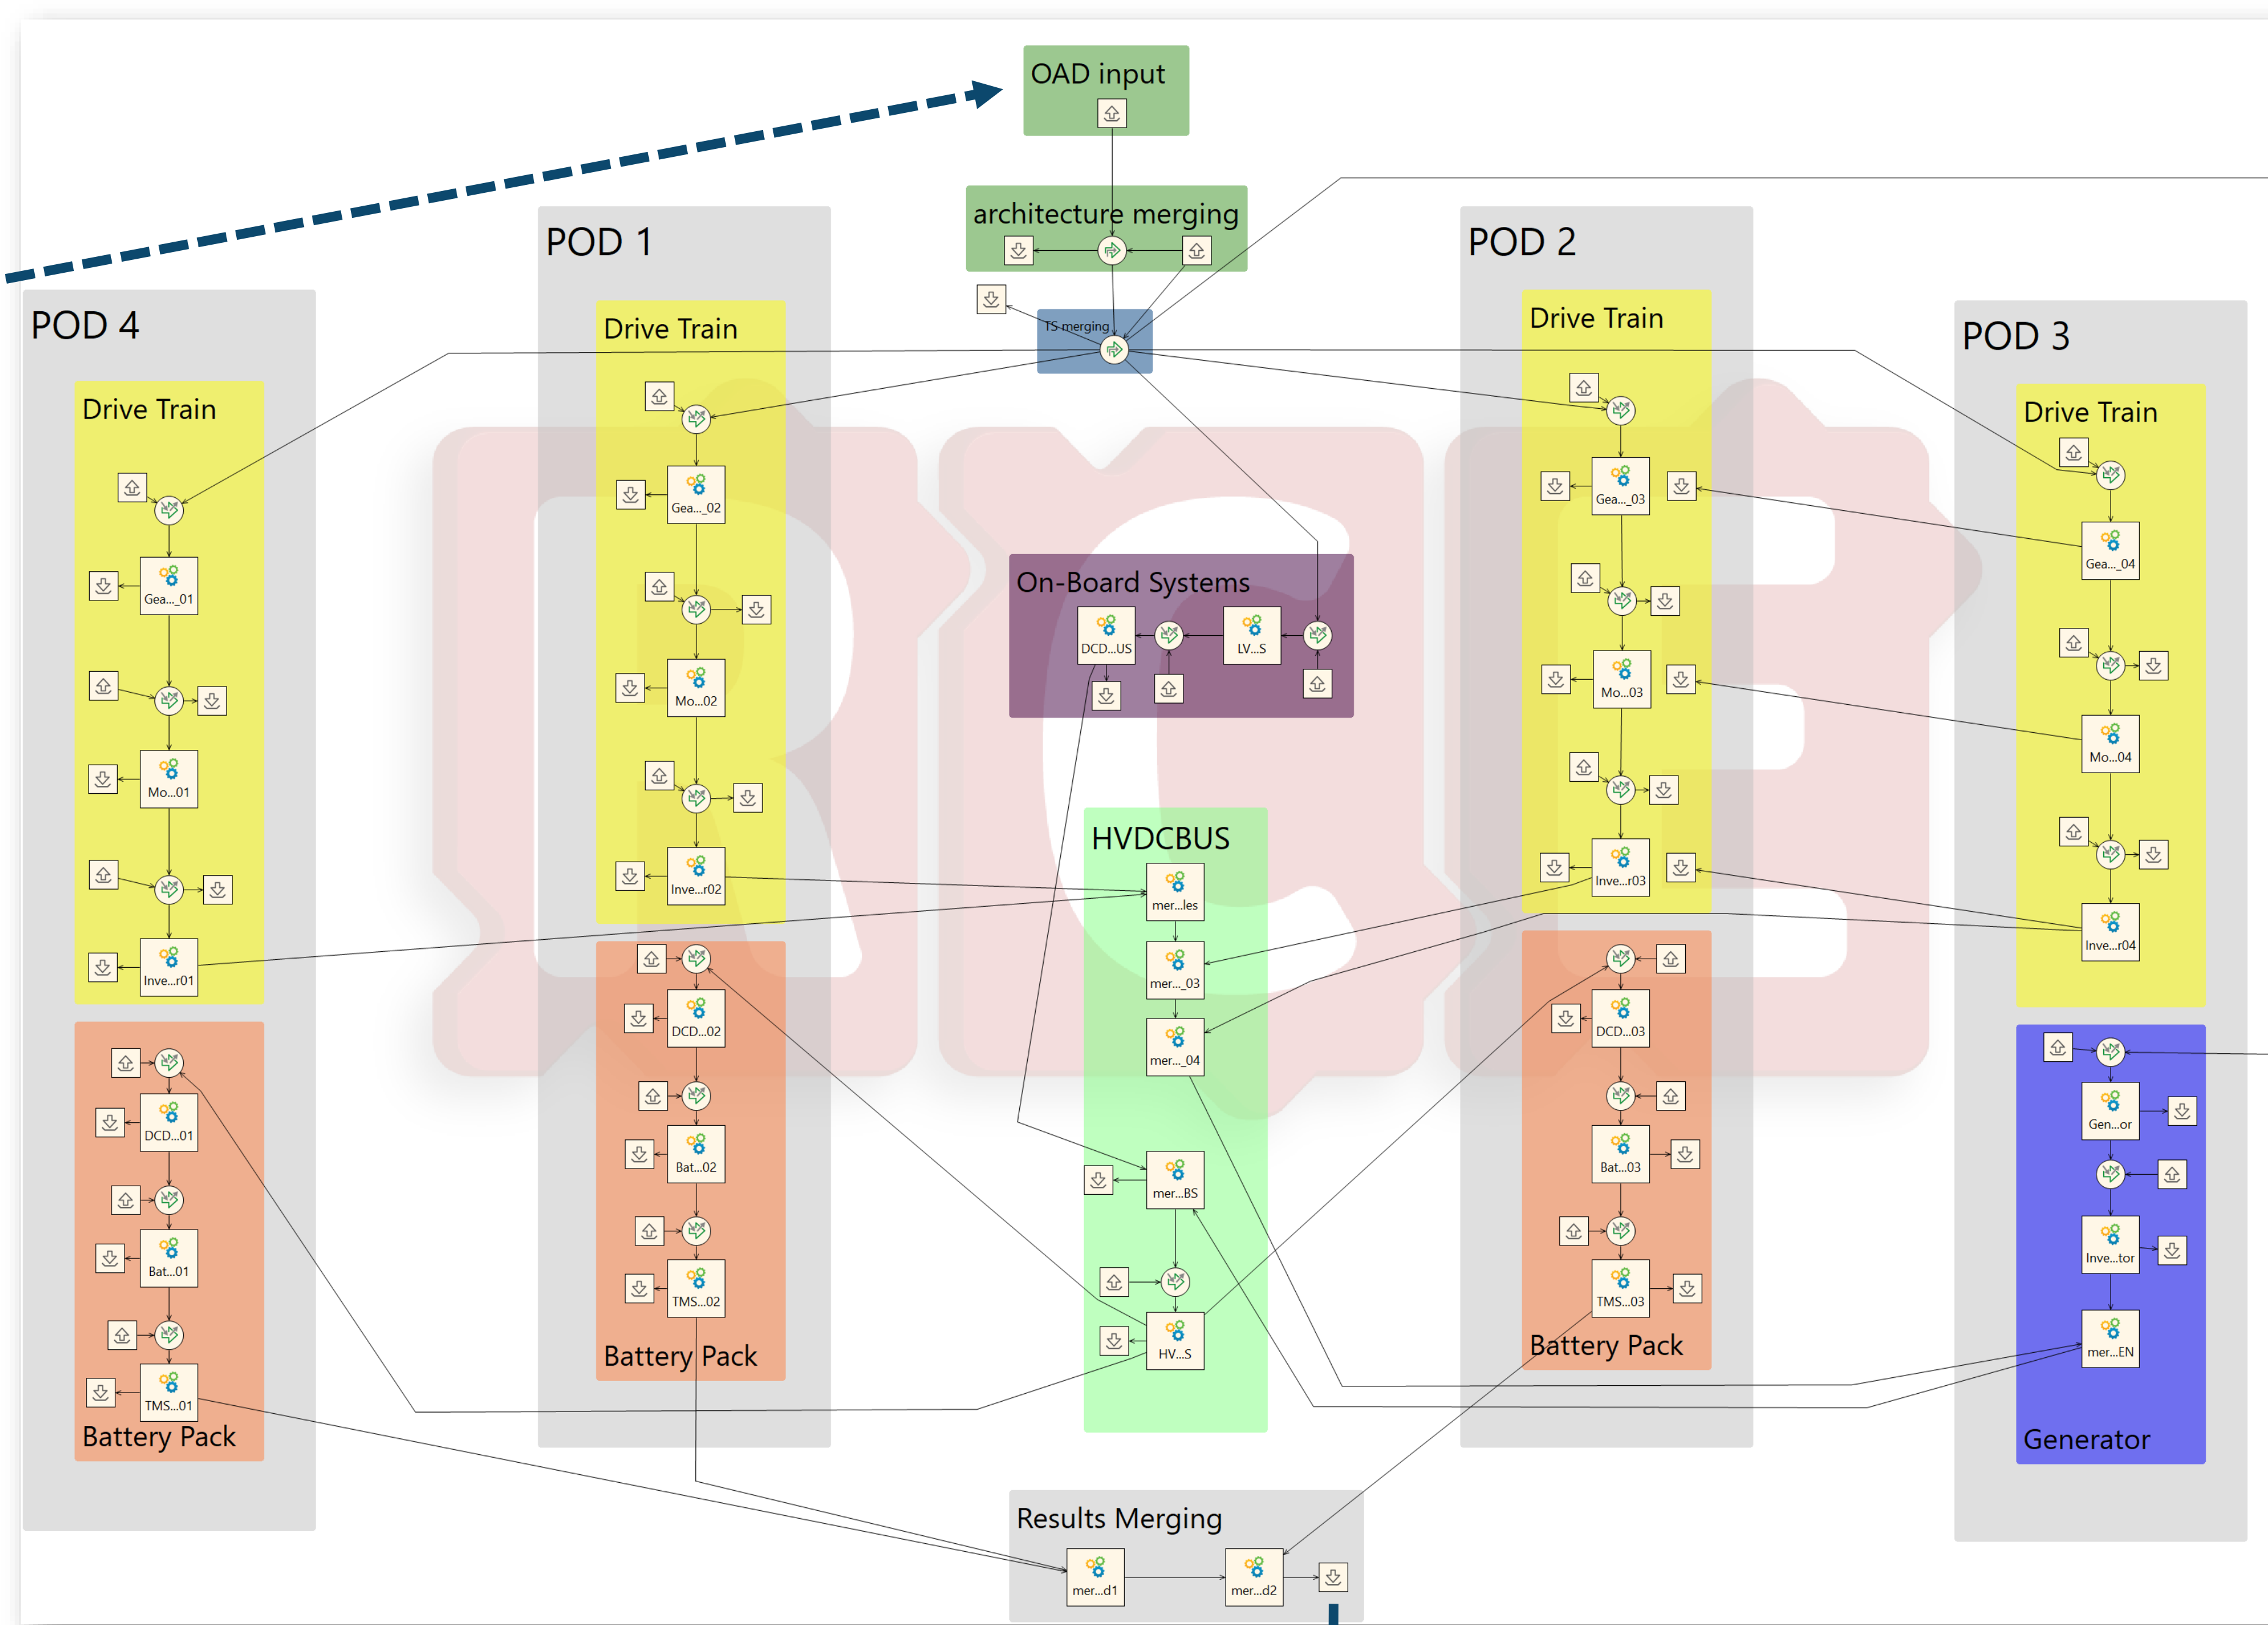 OAD input
architecture merging
TS merging
POD 4
Drive Train
Gea..._01
Mo...01
Inve...r01
DCD...01
Bat...01
TMS...01
Battery Pack
POD 1
Drive Train
Gea..._02
Mo...02
Inve...r02
DCD...02
Bat...02
TMS...02
Battery Pack
On-Board Systems
DCD...US
LV...S
HVDCBUS
mer...les
mer..._03
mer..._04
mer...BS
HV...S
Results Merging
mer...d1
mer...d2
POD 2
Drive Train
Gea..._03
Mo...03
Inve...r03
DCD...03
Bat...03
TMS...03
Battery Pack
POD 3
Drive Train
Gea..._04
Mo...04
Inve...r04
Gen...or
Inve...tor
mer...EN
Generator
RCE